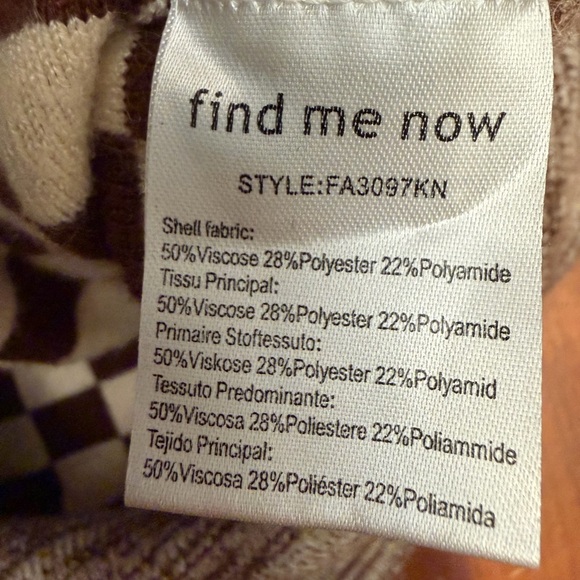 find me now
STYLE:FA3097KN
Shell fabric:
50%Viscose 28%Polyester 22%Polyamide
Tissu Principal:
50%Viscose 28%Polyester 22%Polyamide
Primaire Stoftessuto:
50%Viskose 28%Polyester 22%Polyamid
Tessuto Predominante:
50%Viscosa 28%Poliestere 22%Poliammide
Tejido Principal:
50%Viscosa 28%Poliéster 22%Poliamida